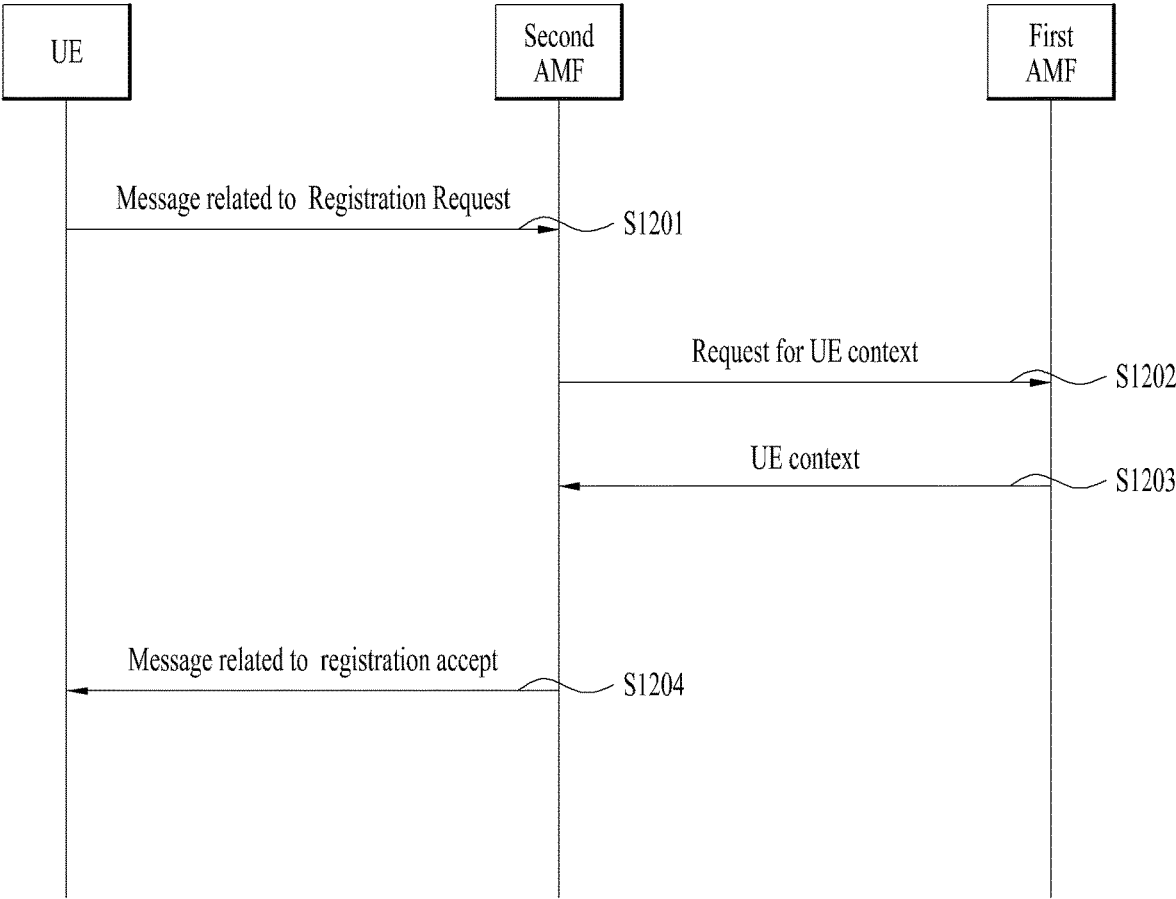 UE
Second
AMF
First
AMF
Message related to Registration Request
S1201
Request for UE context
S1202
UE context
S1203
Message related to registration accept
S1204